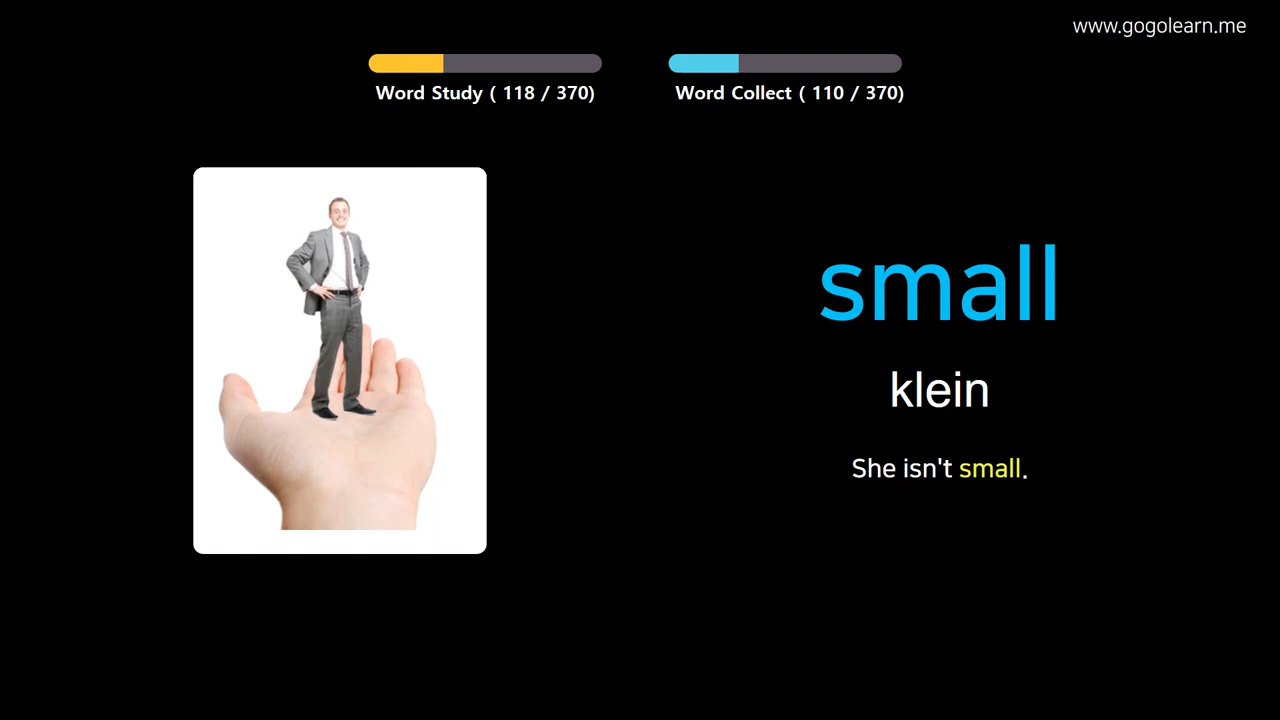 www.gogolearn.me
Word Study ( 118 / 370)
Word Collect ( 110 / 370)
small
klein
She isn't small.